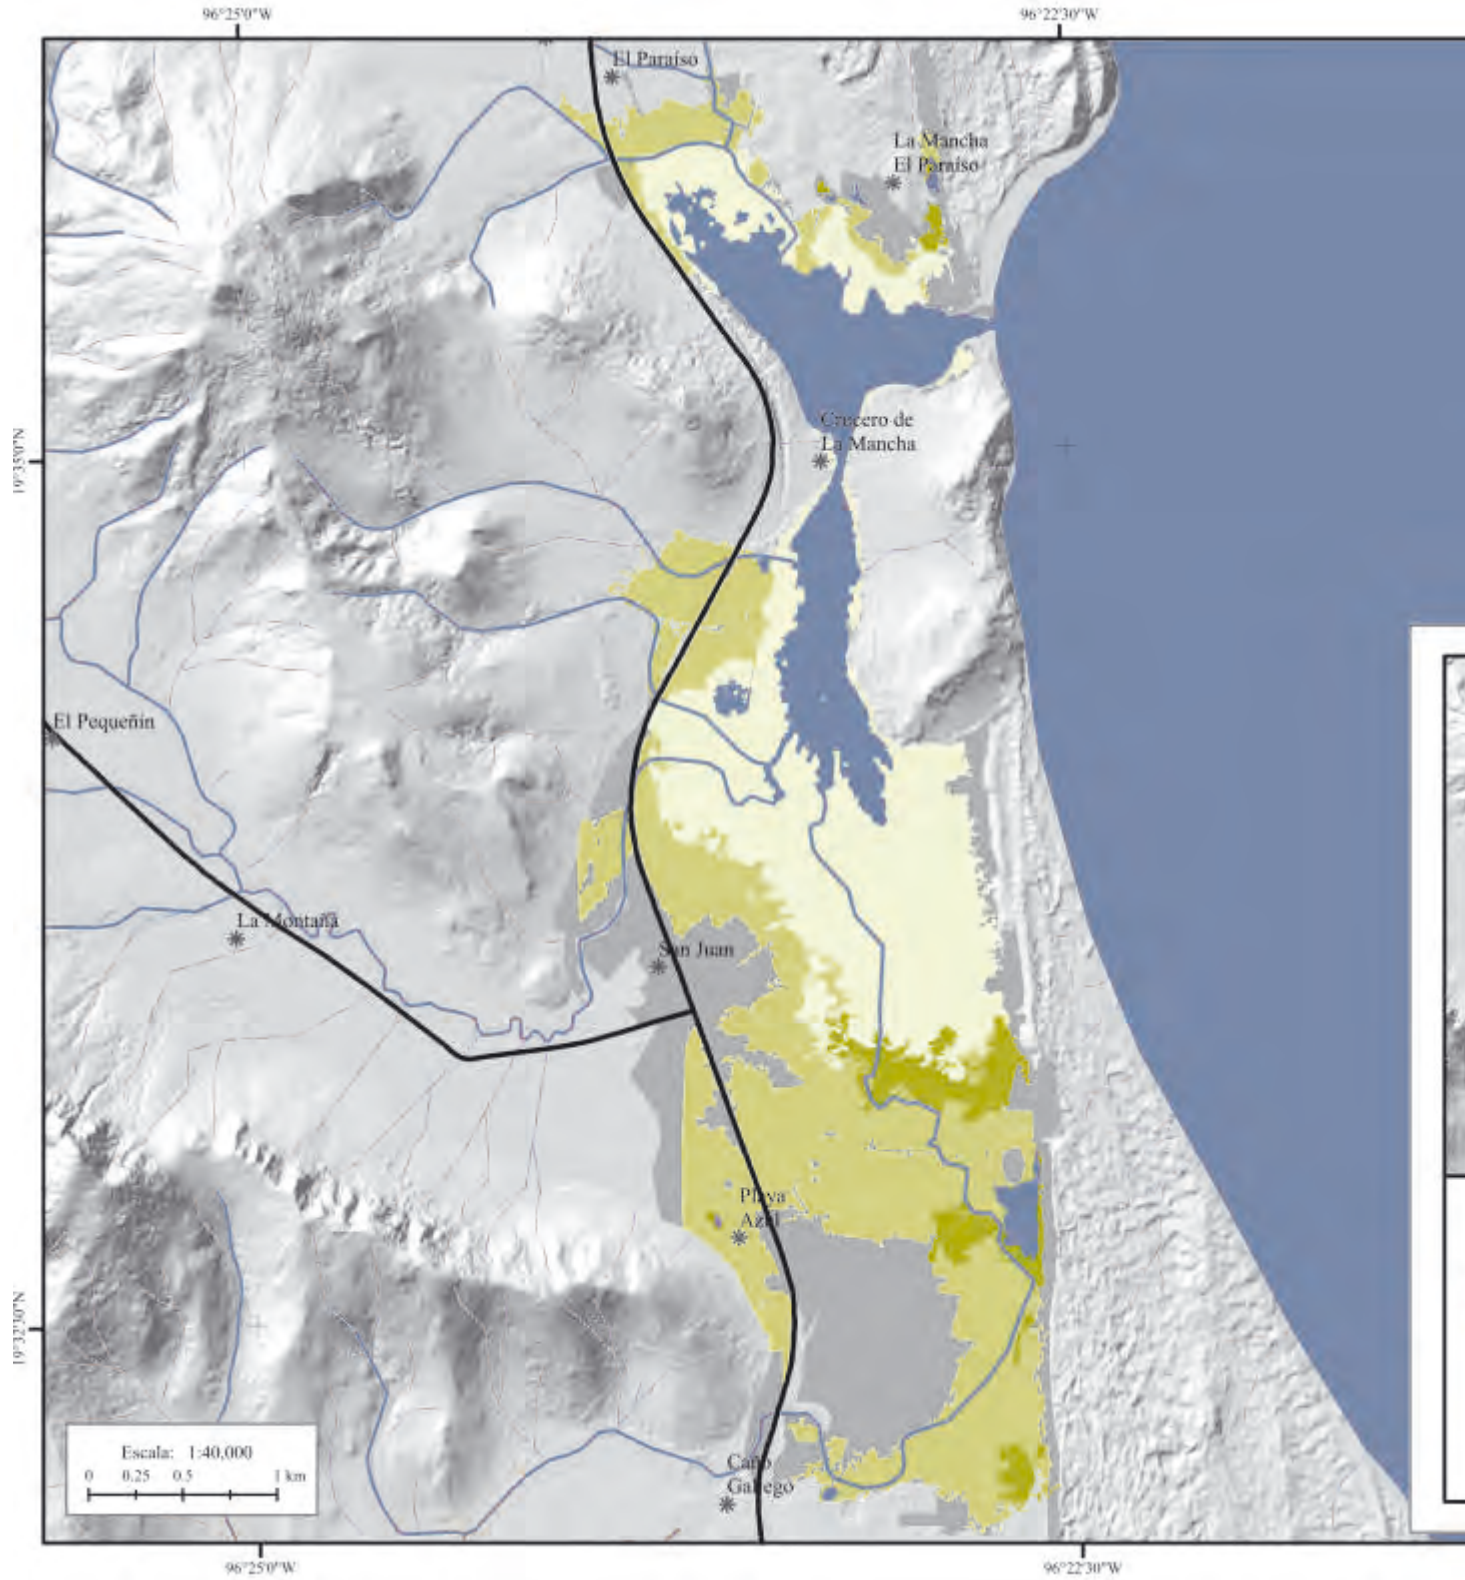 96°25'0"W
96°22'30"W
El Paraíso
La Mancha
El Paraíso
Crucero de
La Mancha
19°35'0"N
El Pequeñin
La Montaña
San Juan
Playa
Azul
19°32'30"N
Escala: 1:40,000
0 0.25 0.5 1 km
Caño
Gallego
96°25'0"W
96°22'30"W